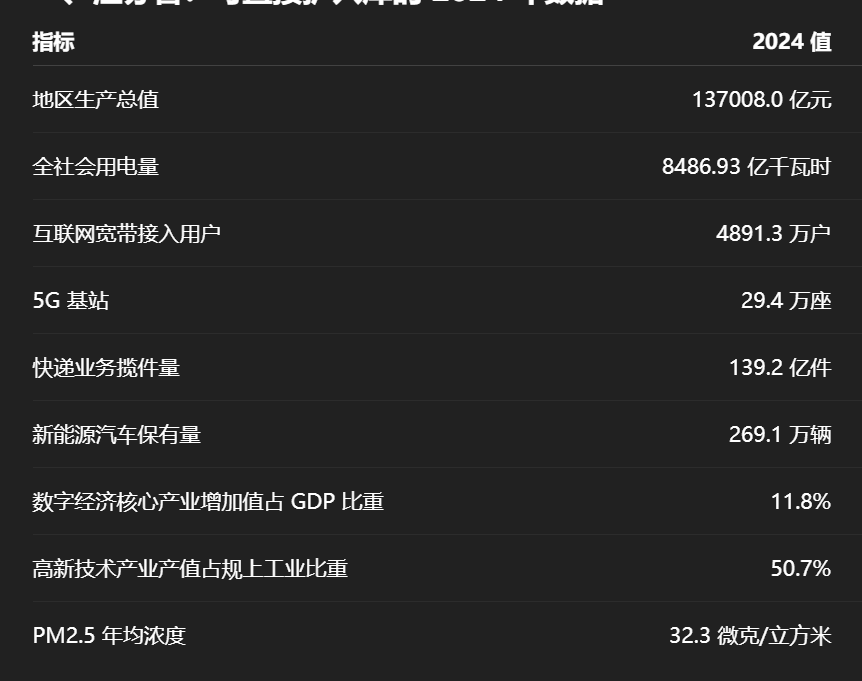 指标 2024 值
地区生产总值 137008.0 亿元
全社会用电量 8486.93 亿千瓦时
互联网宽带接入用户 4891.3 万户
5G 基站 29.4 万座
快递业务揽件量 139.2 亿件
新能源汽车保有量 269.1 万辆
数字经济核心产业增加值占 GDP 比重 11.8%
高新技术产业产值占规上工业比重 50.7%
PM2.5 年均浓度 32.3 微克/立方米